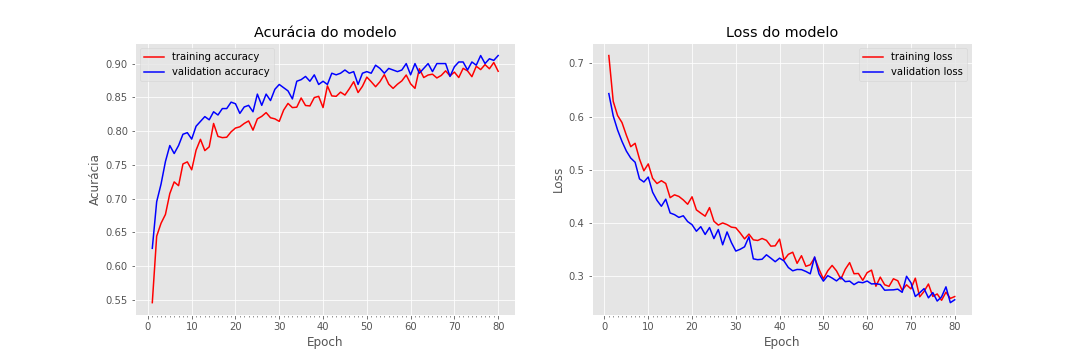 Acurácia do modelo
training accuracy
validation accuracy
0.90
0.85
0.80
0.75
0.70
0.65
0.60
0.55
Acurácia
0 10 20 30 40 50 60 70 80
Epoch
Loss do modelo
training loss
validation loss
0.7
0.6
0.5
0.4
0.3
Loss
0 10 20 30 40 50 60 70 80
Epoch